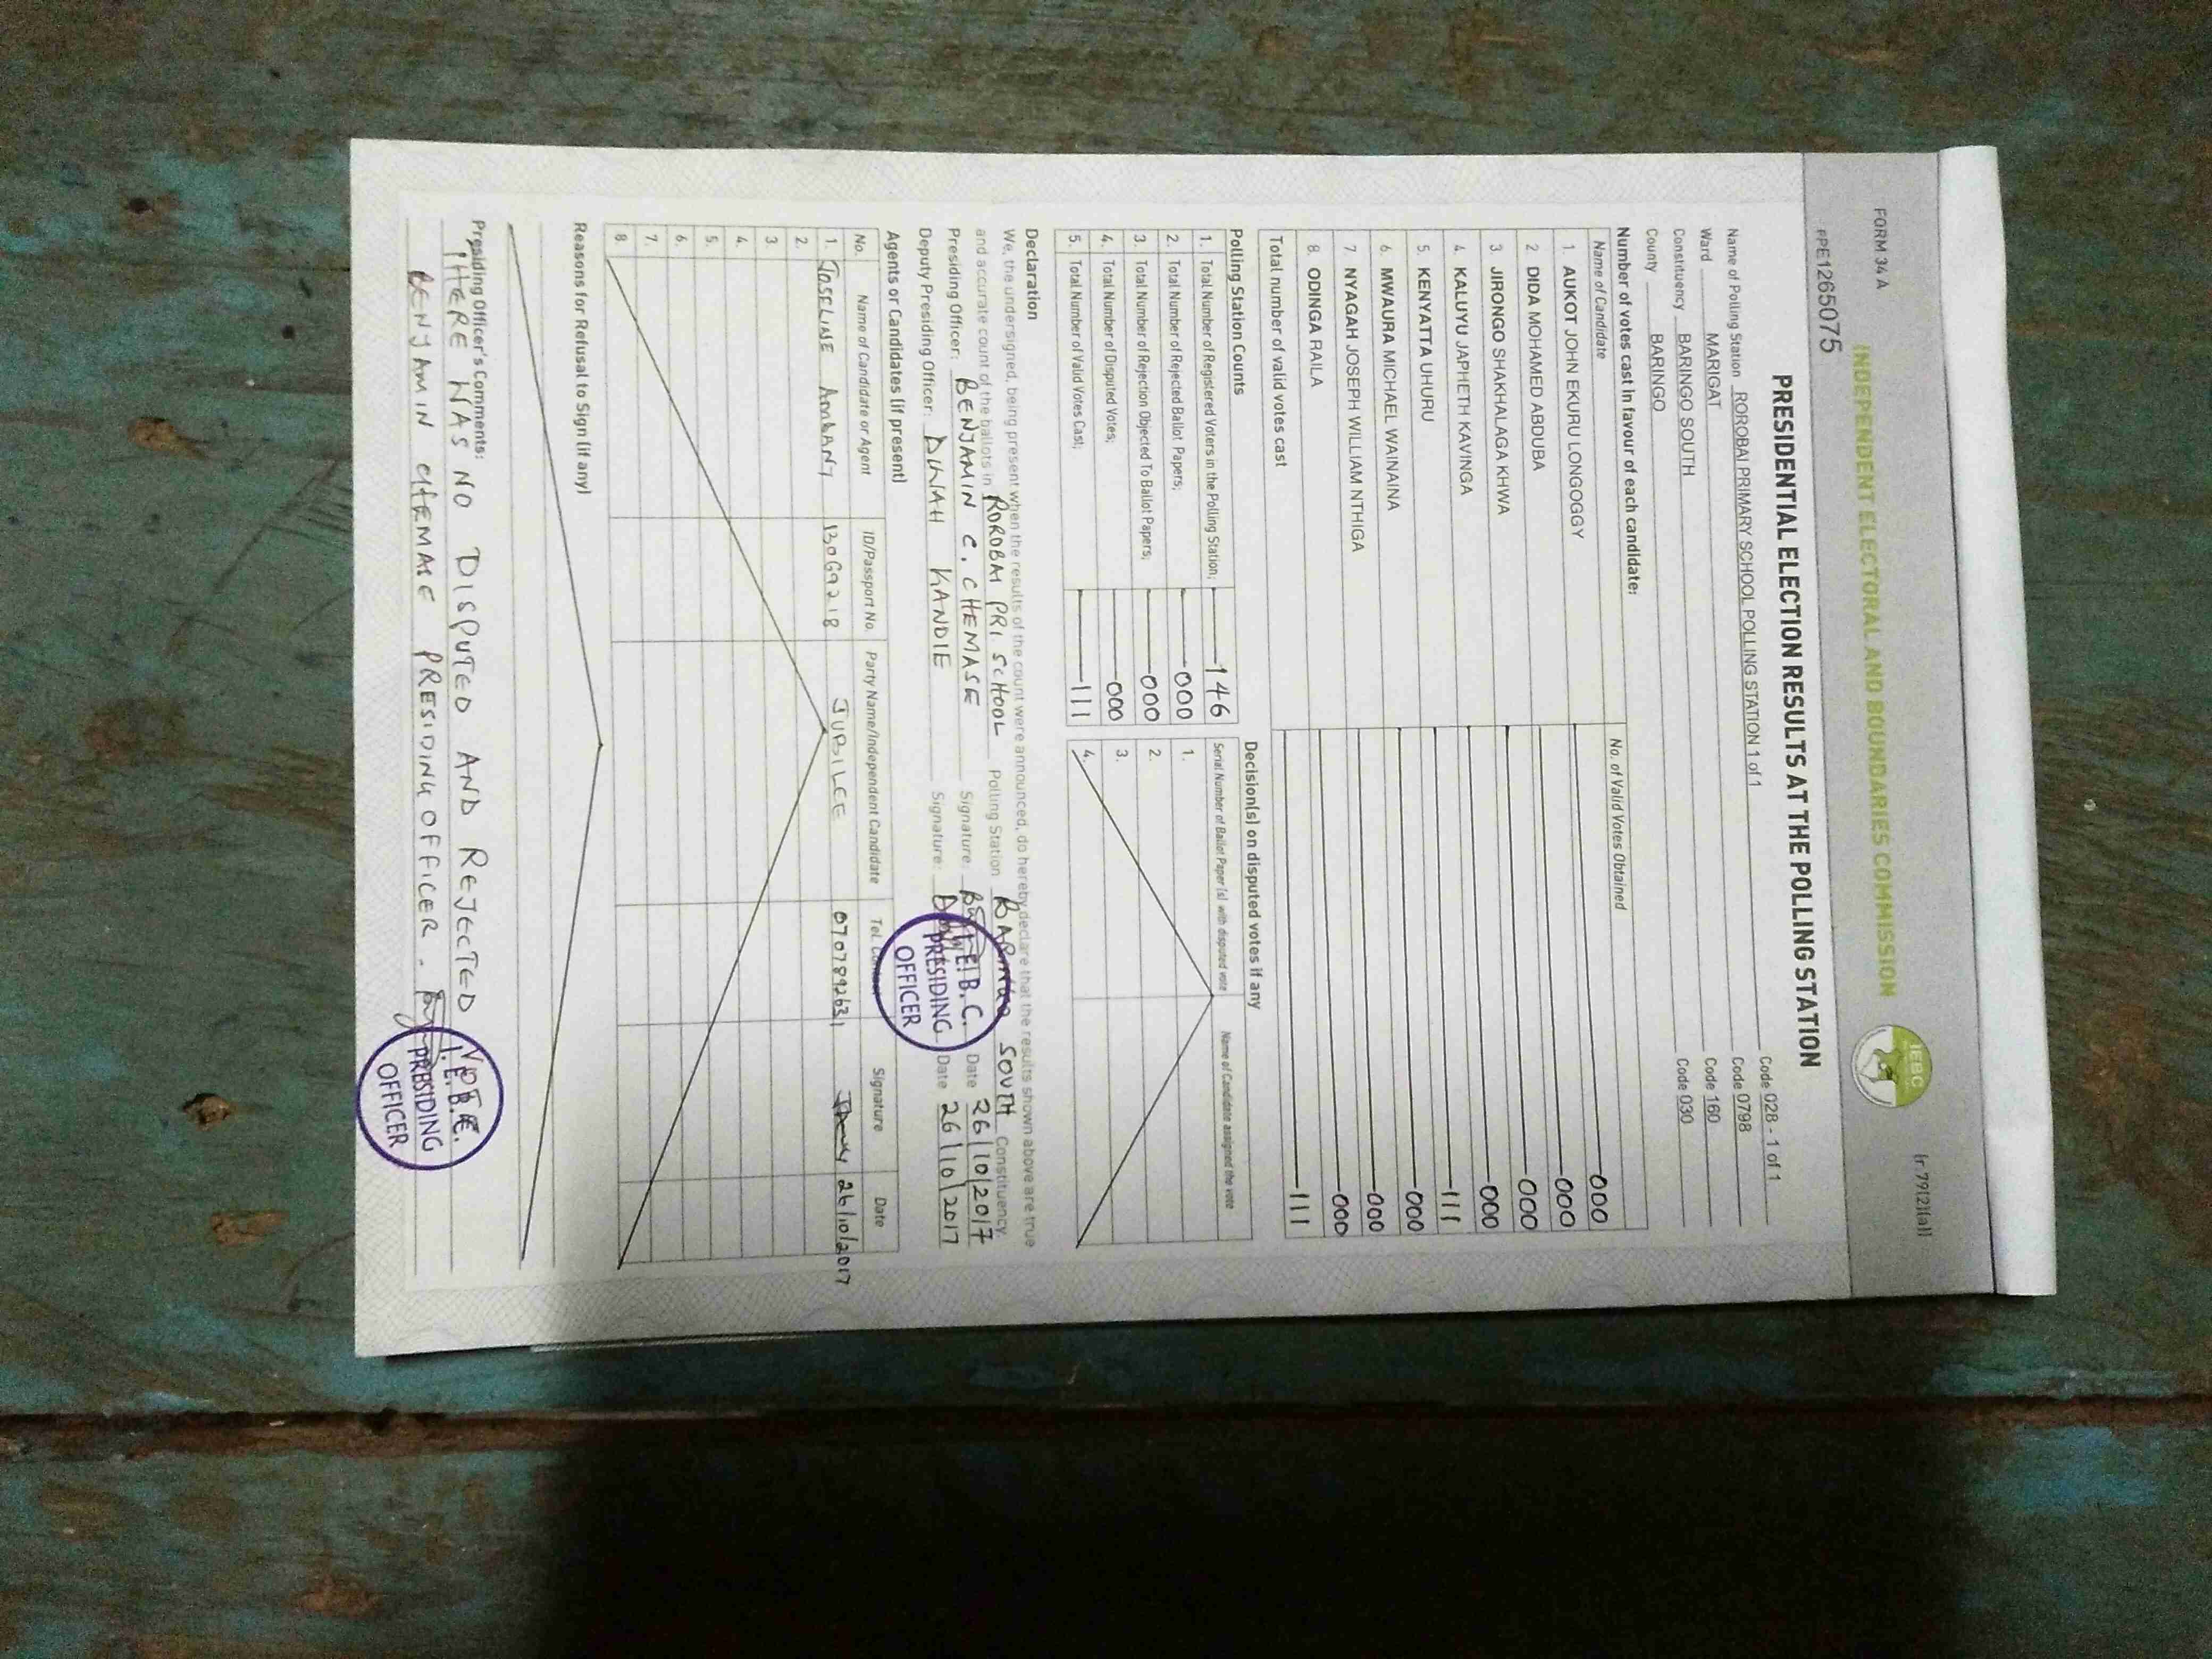 FORM 34 A
(r 79(2)(a))
INDEPENDENT ELECTORAL AND BOUNDARIES COMMISSION
IEBC
PPE1265075
PRESIDENTIAL ELECTION RESULTS AT THE POLLING STATION
Name of Polling Station ROROBAI PRIMARY SCHOOL POLLING STATION 1 of 1 Code 028 - 1 of 1
Ward MARIGAT Code 0798
Constituency BARINGO SOUTH Code 160
County BARINGO Code 030
Number of votes cast in favour of each candidate:
Name of Candidate No. of Valid Votes Obtained
1. AUKOT JOHN EKURU LONGOGGY 000
2 DIDA MOHAMED ABDUBA 000
3. JIRONGO SHAKHALAGA KHWA 000
4 KALUYU JAPHETH KAVINGA 000
5. KENYATTA UHURU 111
6 MWAURA MICHAEL WAINAINA 000
7 NYAGAH JOSEPH WILLIAM NTHIGA 000
8. ODINGA RAILA 000
Total number of valid votes cast 111
Polling Station Counts
1. Total Number of Registered Voters in the Polling Station; 146
2. Total Number of Rejected Ballot Papers; 000
3. Total Number of Rejection Objected To Ballot Papers; 000
4. Total Number of Disputed Votes; 000
5. Total Number of Valid Votes Cast; 111
Decision(s) on disputed votes if any
Serial Number of Ballot Paper (s) with disputed vote Name of Candidate assigned the vote
1.
2.
3.
4.
Declaration
We, the undersigned, being present when the results of the count were announced, do hereby declare that the results shown above are true
and accurate count of the ballots in ROROBAI PRI SCHOOL Polling Station BARINGO SOUTH Constituency.
Presiding Officer: BENJAMIN C. CHEMASE Signature: Date 26/10/2017
Deputy Presiding Officer: DINAH KANDIE Signature: Date 26/10/2017
I.E.B.C.
PRESIDING
OFFICER
Agents or Candidates (if present)
No. Name of Candidate or Agent ID/Passport No. Party Name/Independent Candidate Tel. Contact Signature Date
1. JOSELINE 13069218 JUBILEE 0707892631 26/10/2017
2.
3
4.
5.
6.
7.
8.
Reasons for Refusal to Sign (if any)
Presiding Officer's Comments:
THERE WAS NO DISPUTED AND REJECTED VOTE.
BENJAMIN CHEMASE PRESIDING OFFICER.
I.E.B.C.
PRESIDING
OFFICER